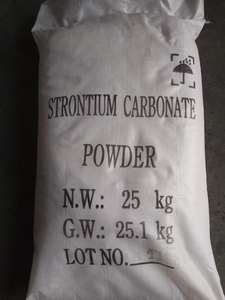 STRONTIUM CARBONATE
POWDER
N.W.: 25 kg
G.W.: 25.1 kg
LOT NO.